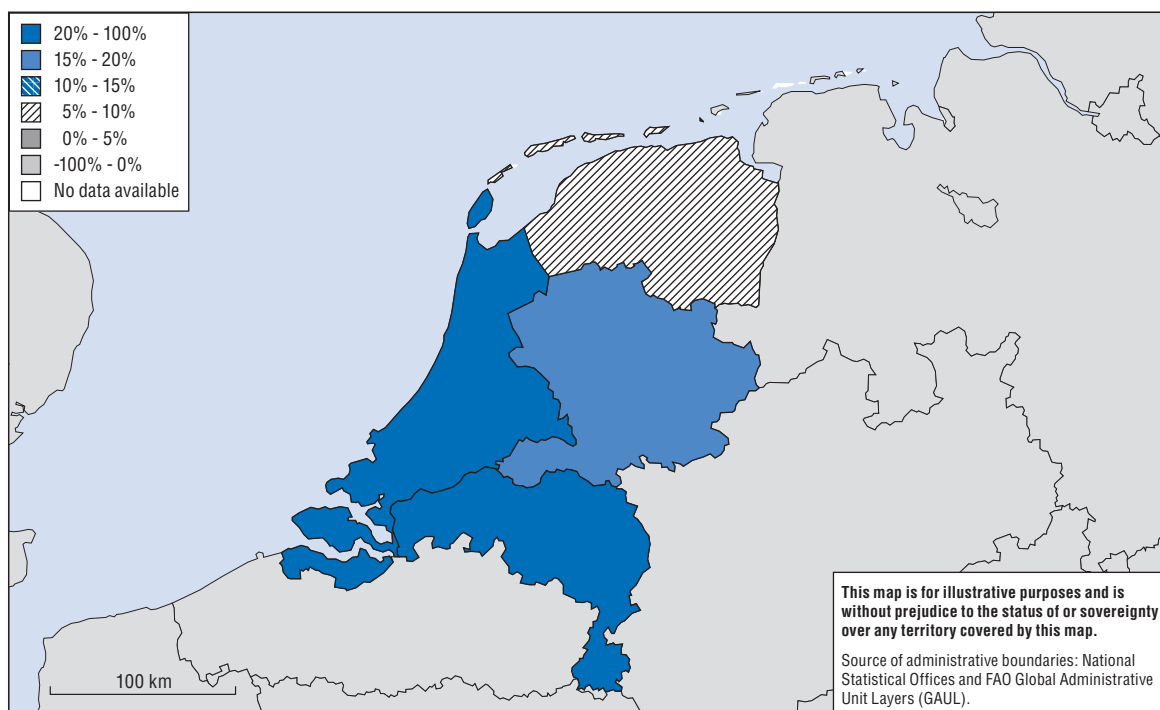 20% - 100%
15% - 20%
10% - 15%
5% - 10%
0% - 5%
-100% - 0%
No data available
100 km
This map is for illustrative purposes and is
without prejudice to the status of or sovereignty
over any territory covered by this map.
Source of administrative boundaries: National
Statistical Offices and FAO Global Administrative
Unit Layers (GAUL).